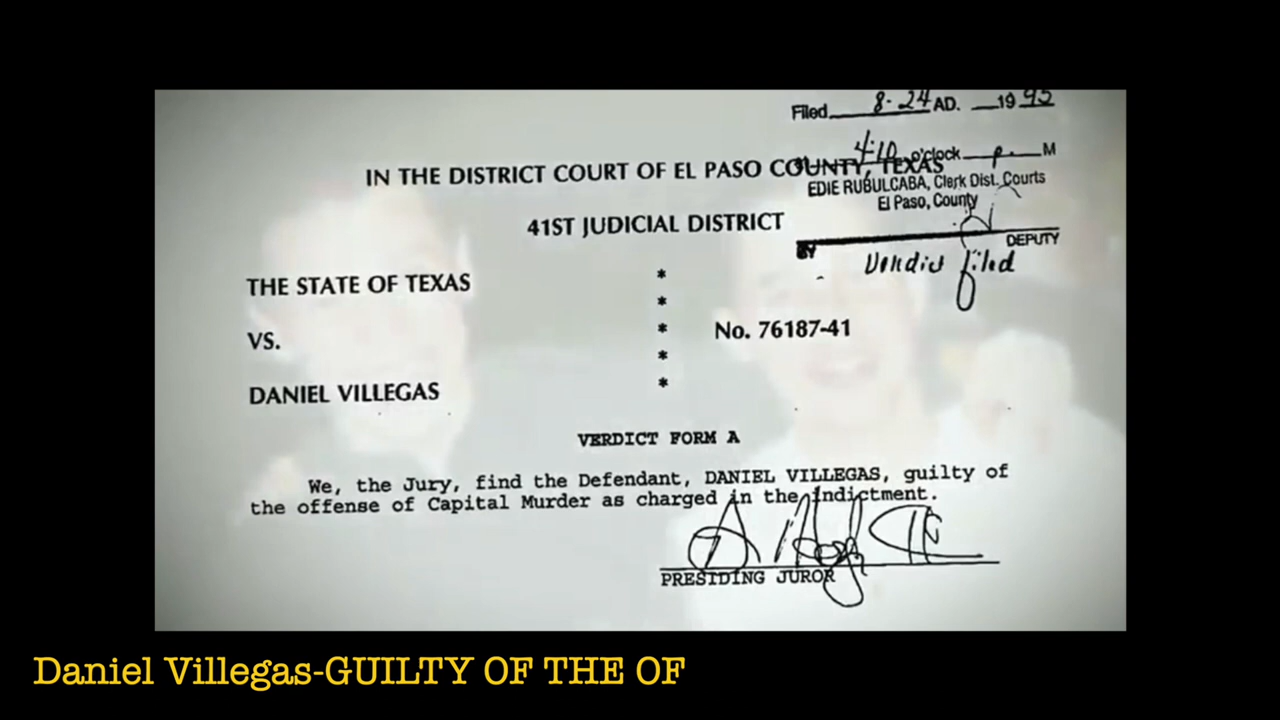 Filed 8-24 AD. 1995
4:10 o'clock p. M
IN THE DISTRICT COURT OF EL PASO COUNTY, TEXAS
EDIE RUBULCABA, Clerk Dist. Courts
El Paso, County
41ST JUDICIAL DISTRICT
BY DEPUTY
Verdict filed
THE STATE OF TEXAS
*
*
VS.
*
No. 76187-41
*
DANIEL VILLEGAS
*
VERDICT FORM A
We, the Jury, find the Defendant, DANIEL VILLEGAS, guilty of
the offense of Capital Murder as charged in the indictment.
PRESIDING JUROR
Daniel Villegas-GUILTY OF THE OF